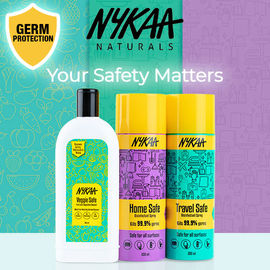 GERM
PROTECTION
NYKAA
NATURALS
Your Safety Matters
NYKAA
Veggie Safe
NYKAA
Home Safe
Disinfectant Spray
Kills 99.9% germs
Safe for all surfaces
NYKAA
Travel Safe
Disinfectant Spray
Kills 99.9% germs
Safe for all surfaces